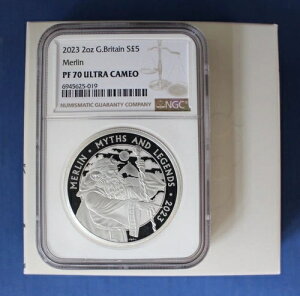 2023 2oz G.Britain S£5
Merlin
PF 70 ULTRA CAMEO
6945625-019
NUMISMATIC GUARANTY COMPANY
NGC
MERLIN • MYTHS AND LEGENDS • 2023